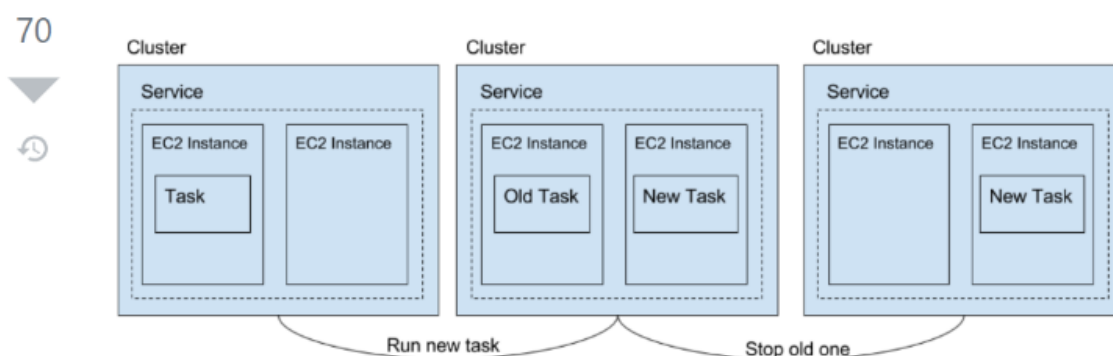 70
Cluster
Service
EC2 Instance
Task
EC2 Instance
Cluster
Service
EC2 Instance
Old Task
EC2 Instance
New Task
Cluster
Service
EC2 Instance
EC2 Instance
New Task
Run new task
Stop old one